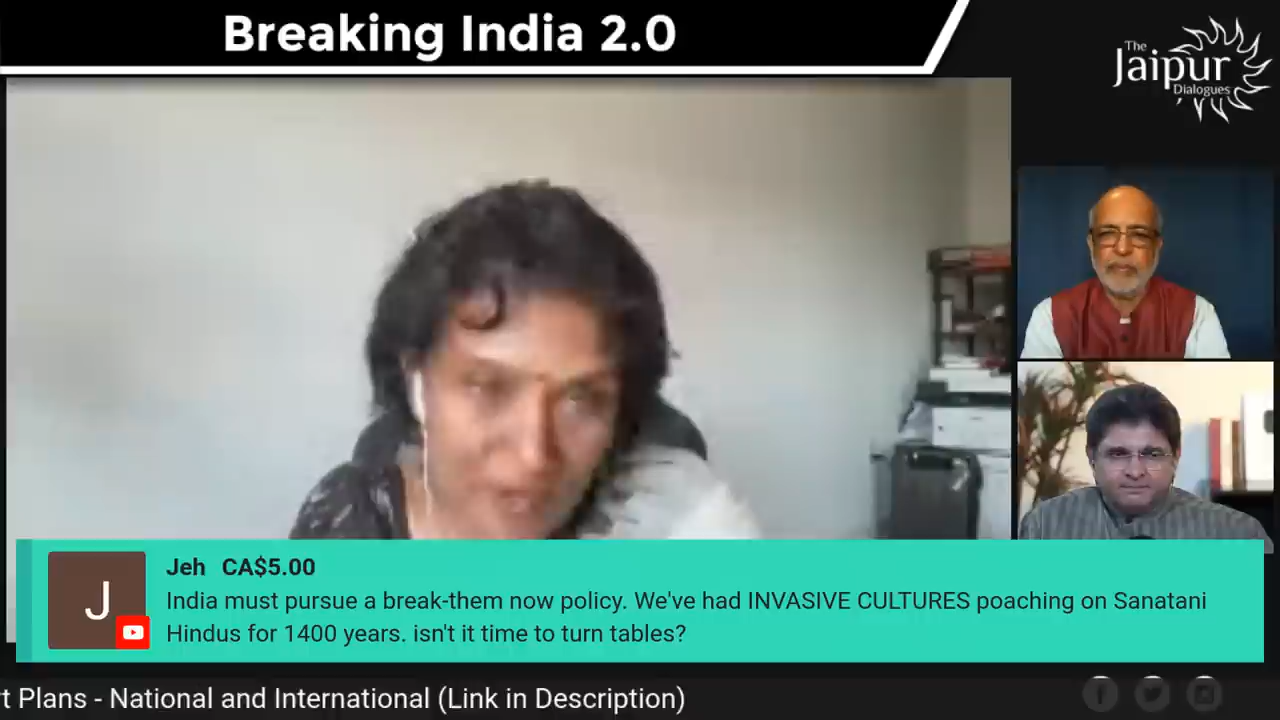 Breaking India 2.0
The
Jaipur
Dialogues
J
Jeh CA$5.00
India must pursue a break-them now policy. We've had INVASIVE CULTURES poaching on Sanatani
Hindus for 1400 years. isn't it time to turn tables?
t Plans - National and International (Link in Description)